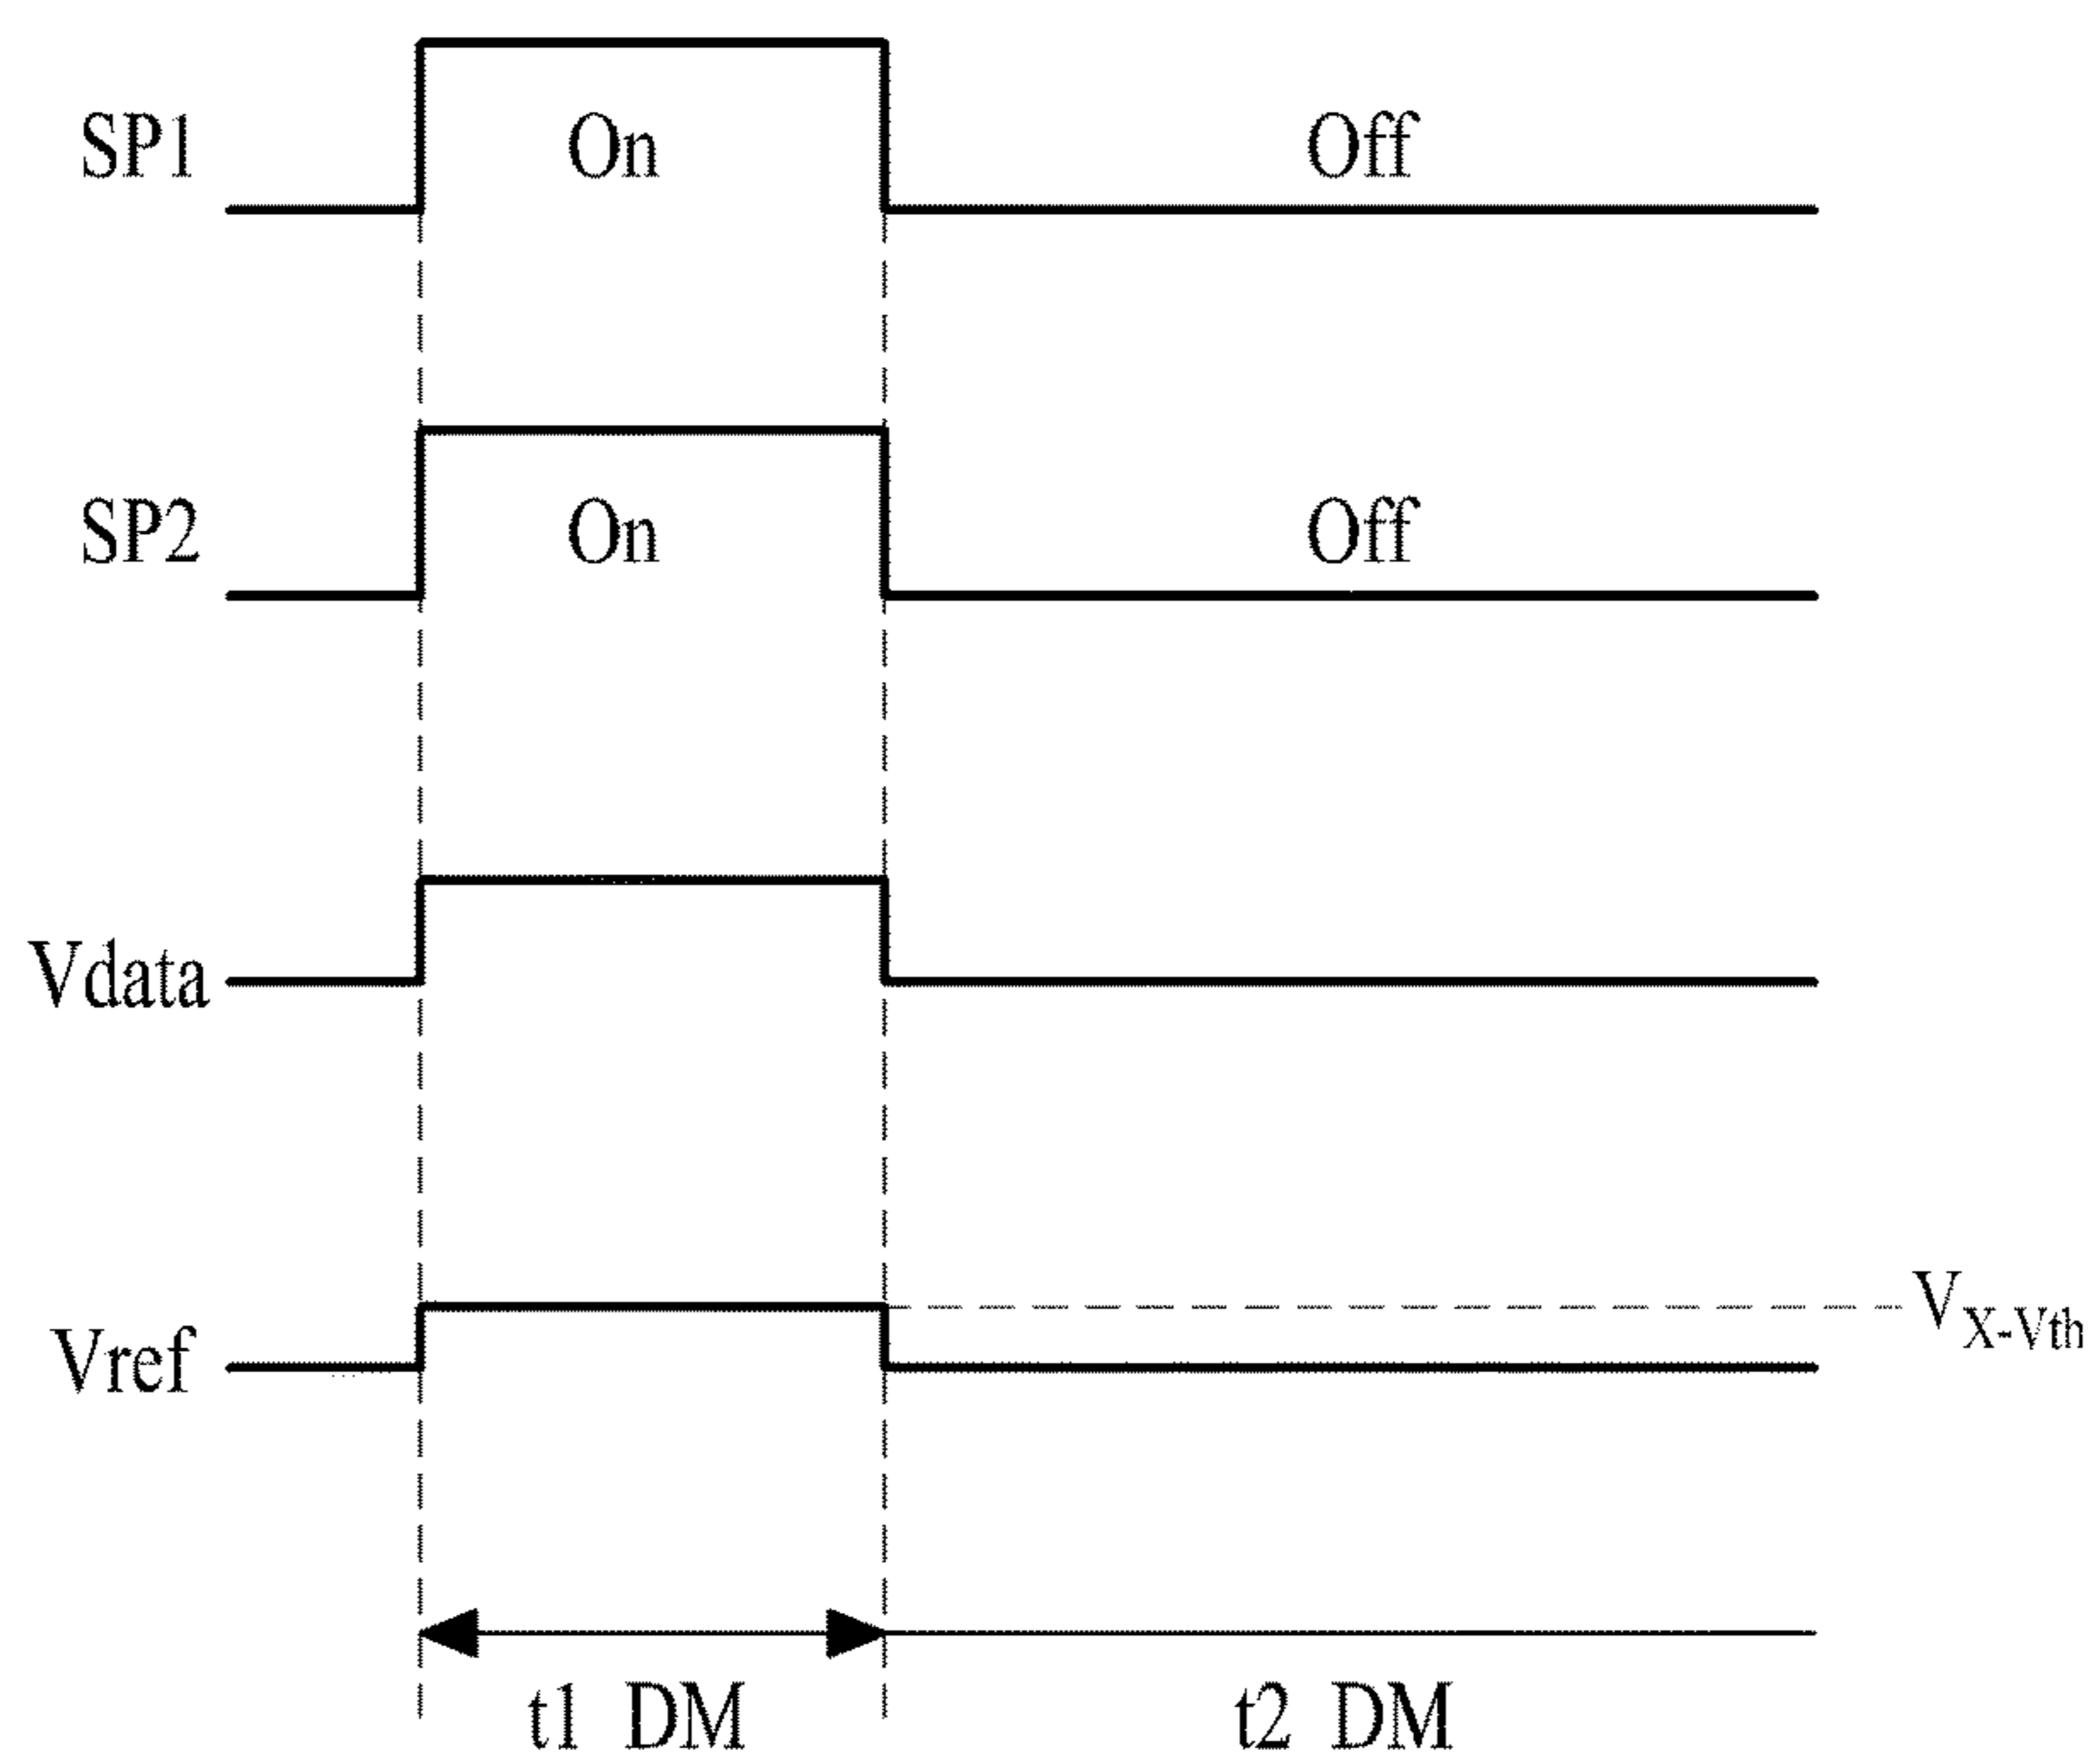 SP1 On Off
SP2 On Off
Vdata
Vref VX-Vth
t1 DM t2 DM